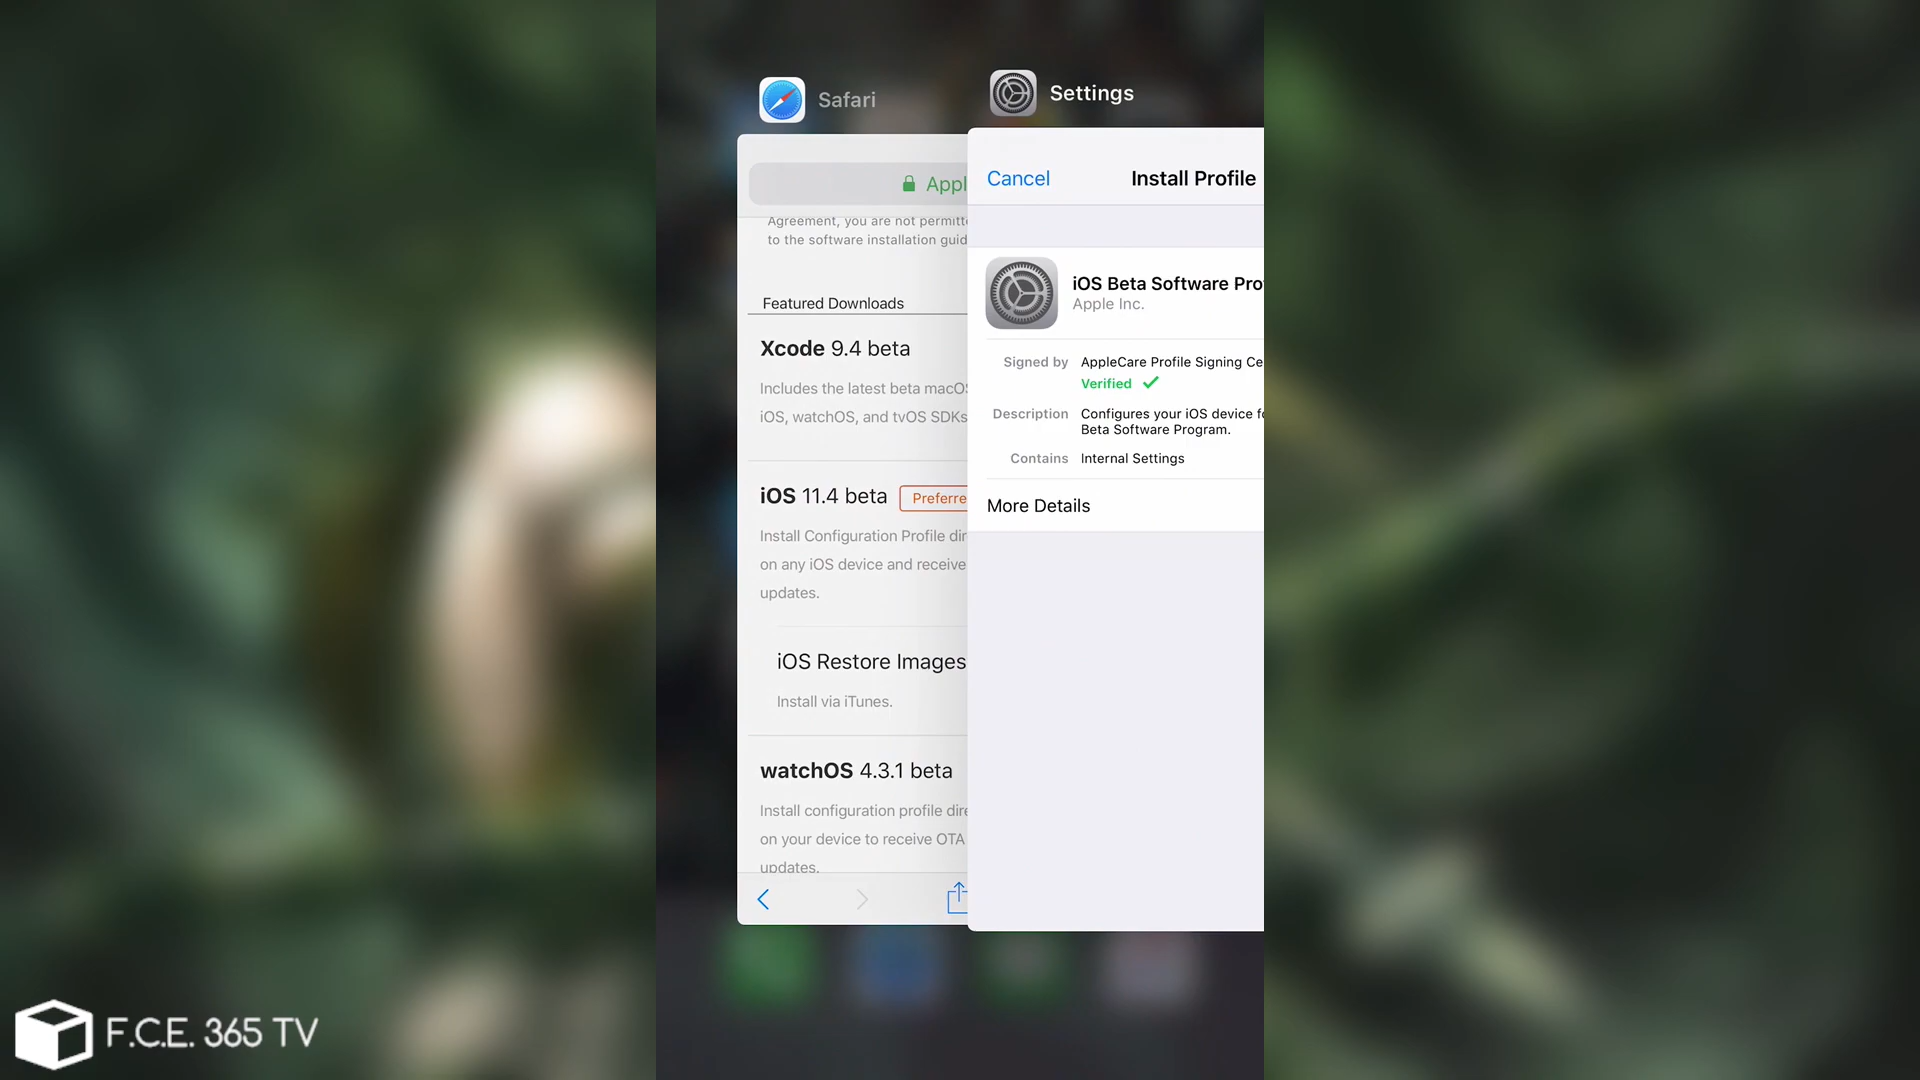 Safari
Settings
Appl
Agreement, you are not permitt
to the software installation guid
Featured Downloads
Xcode 9.4 beta
Includes the latest beta macO
iOS, watchOS, and tvOS SDKs
iOS 11.4 beta
Preferre
Install Configuration Profile dir
on any iOS device and receive
updates.
iOS Restore Images
Install via iTunes.
watchOS 4.3.1 beta
Install configuration profile dire
on your device to receive OTA
updates.
Cancel
Install Profile
iOS Beta Software Pro
Apple Inc.
Signed by AppleCare Profile Signing Ce
Verified
Description Configures your iOS device fo
Beta Software Program.
Contains Internal Settings
More Details
F.C.E. 365 TV